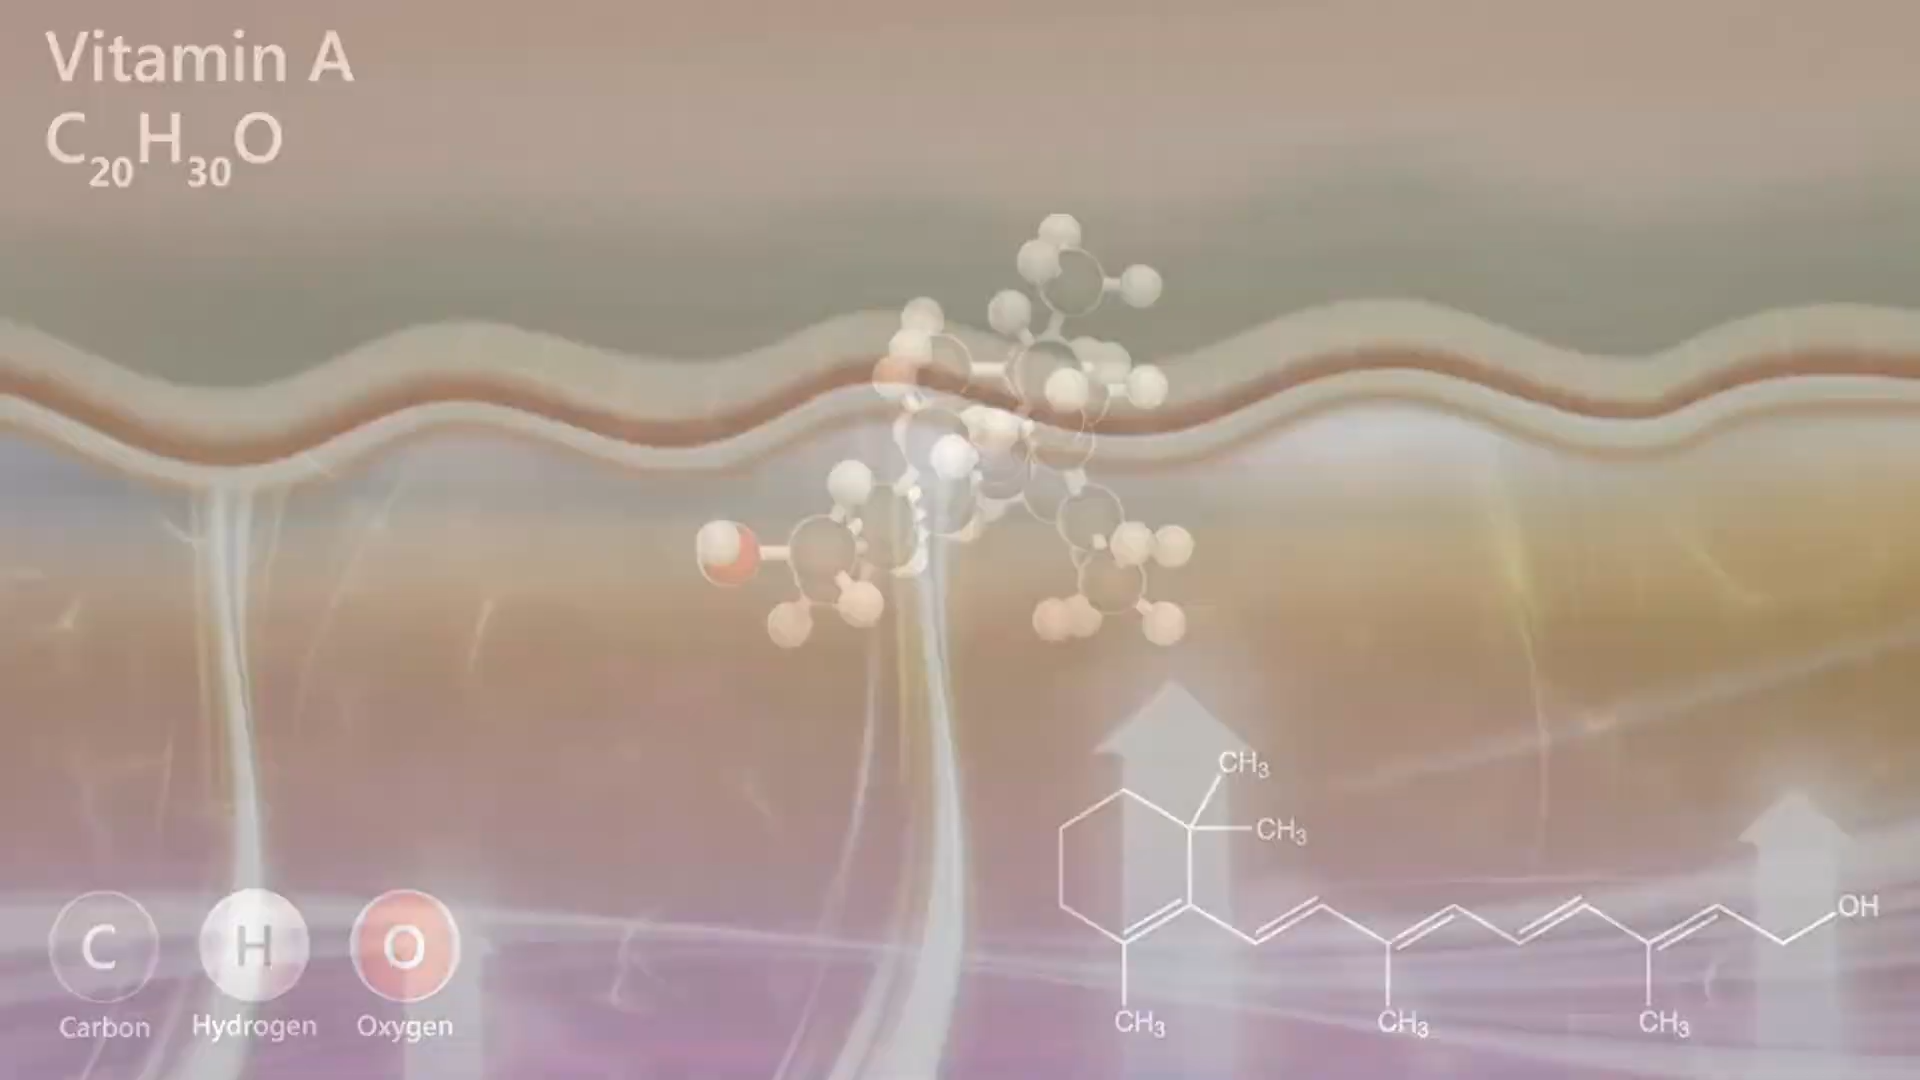 Vitamin A
C20H30O
CH3
CH3
OH
CH3
CH3
CH3
C
H
O
Carbon
Hydrogen
Oxygen